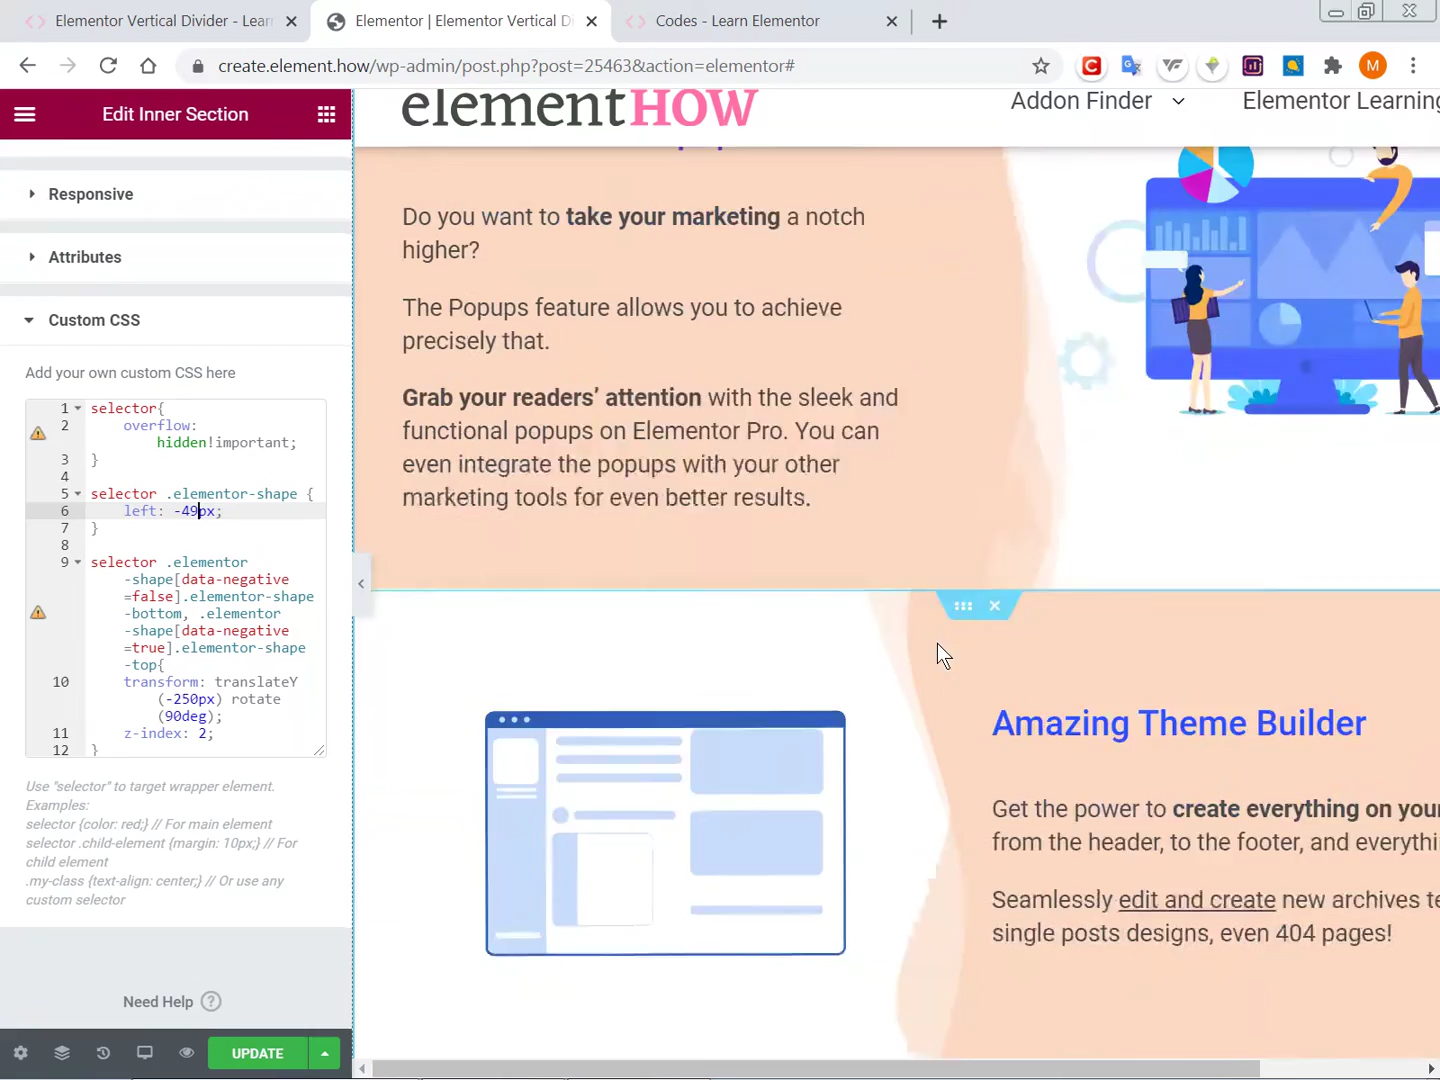 Elementor Vertical Divider - Lear
Elementor | Elementor Vertical D
Codes - Learn Elementor
create.element.how/wp-admin/post.php?post=25463&action=elementor#
M
Edit Inner Section
Responsive
Attributes
Custom CSS
Add your own custom CSS here
1 selector{
2 overflow:
hidden!important;
3 }
4
5 selector .elementor-shape {
6 left: -49px;
7 }
8
9 selector .elementor
-shape[data-negative
=false].elementor-shape
-bottom, .elementor
-shape[data-negative
=true].elementor-shape
-top{
10 transform: translateY
(-250px) rotate
(90deg);
11 z-index: 2;
12 }
Use "selector" to target wrapper element.
Examples:
selector {color: red;} // For main element
selector .child-element {margin: 10px;} // For
child element
.my-class {text-align: center;} // Or use any
custom selector
Need Help ?
UPDATE
elementHOW
Addon Finder
Elementor Learning
Do you want to take your marketing a notch
higher?
The Popups feature allows you to achieve
precisely that.
Grab your readers’ attention with the sleek and
functional popups on Elementor Pro. You can
even integrate the popups with your other
marketing tools for even better results.
Amazing Theme Builder
Get the power to create everything on your
from the header, to the footer, and everythi
Seamlessly edit and create new archives te
single posts designs, even 404 pages!